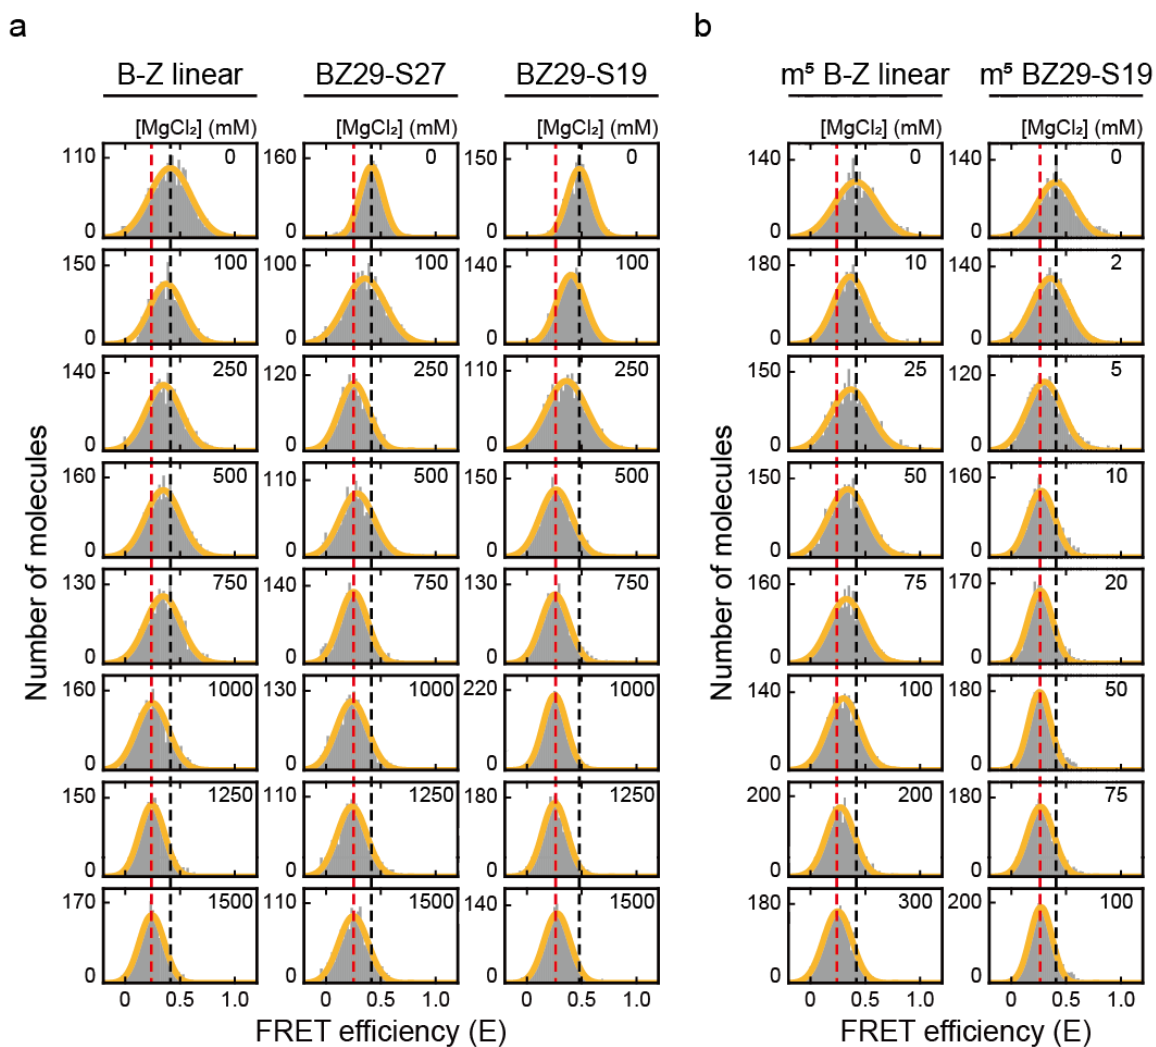 a
b
B-Z linear BZ29-S27 BZ29-S19 m⁵ B-Z linear m⁵ BZ29-S19
[MgCl₂] (mM) [MgCl₂] (mM) [MgCl₂] (mM) [MgCl₂] (mM) [MgCl₂] (mM)
110 0 160 0 150 0 140 0 140 0
0 0 0 0 0
150 100 100 100 140 100 180 10 140 2
0 0 0 0 0
140 250 120 250 110 250 150 25 120 5
0 0 0 0 0
160 500 110 500 150 500 150 50 160 10
0 0 0 0 0
130 750 140 750 130 750 160 75 170 20
0 0 0 0 0
160 1000 130 1000 220 1000 140 100 180 50
0 0 0 0 0
150 1250 110 1250 180 1250 200 200 180 75
0 0 0 0 0
170 1500 110 1500 140 1500 180 300 200 100
0 0 0 0 0
0 0.5 1.0 0 0.5 1.0 0 0.5 1.0 0 0.5 1.0 0 0.5 1.0
Number of molecules
Number of molecules
FRET efficiency (E) FRET efficiency (E)